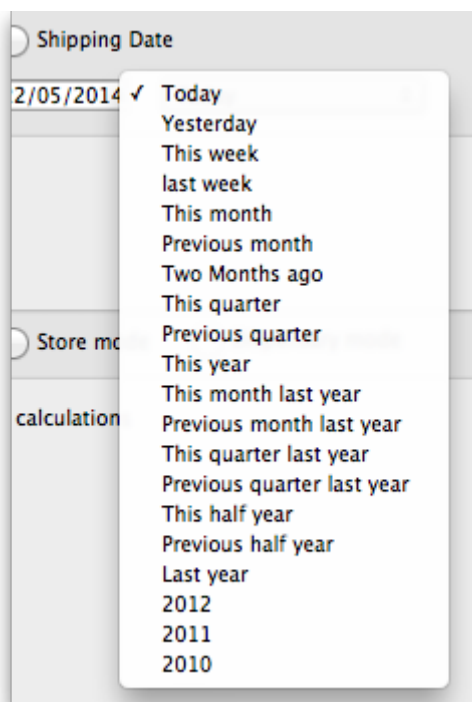 Shipping Date
2/05/2014 ✓ Today
Yesterday
This week
last week
This month
Previous month
Two Months ago
This quarter
Previous quarter
Store mo
This year
This month last year
calculation
Previous month last year
This quarter last year
Previous quarter last year
This half year
Previous half year
Last year
2012
2011
2010